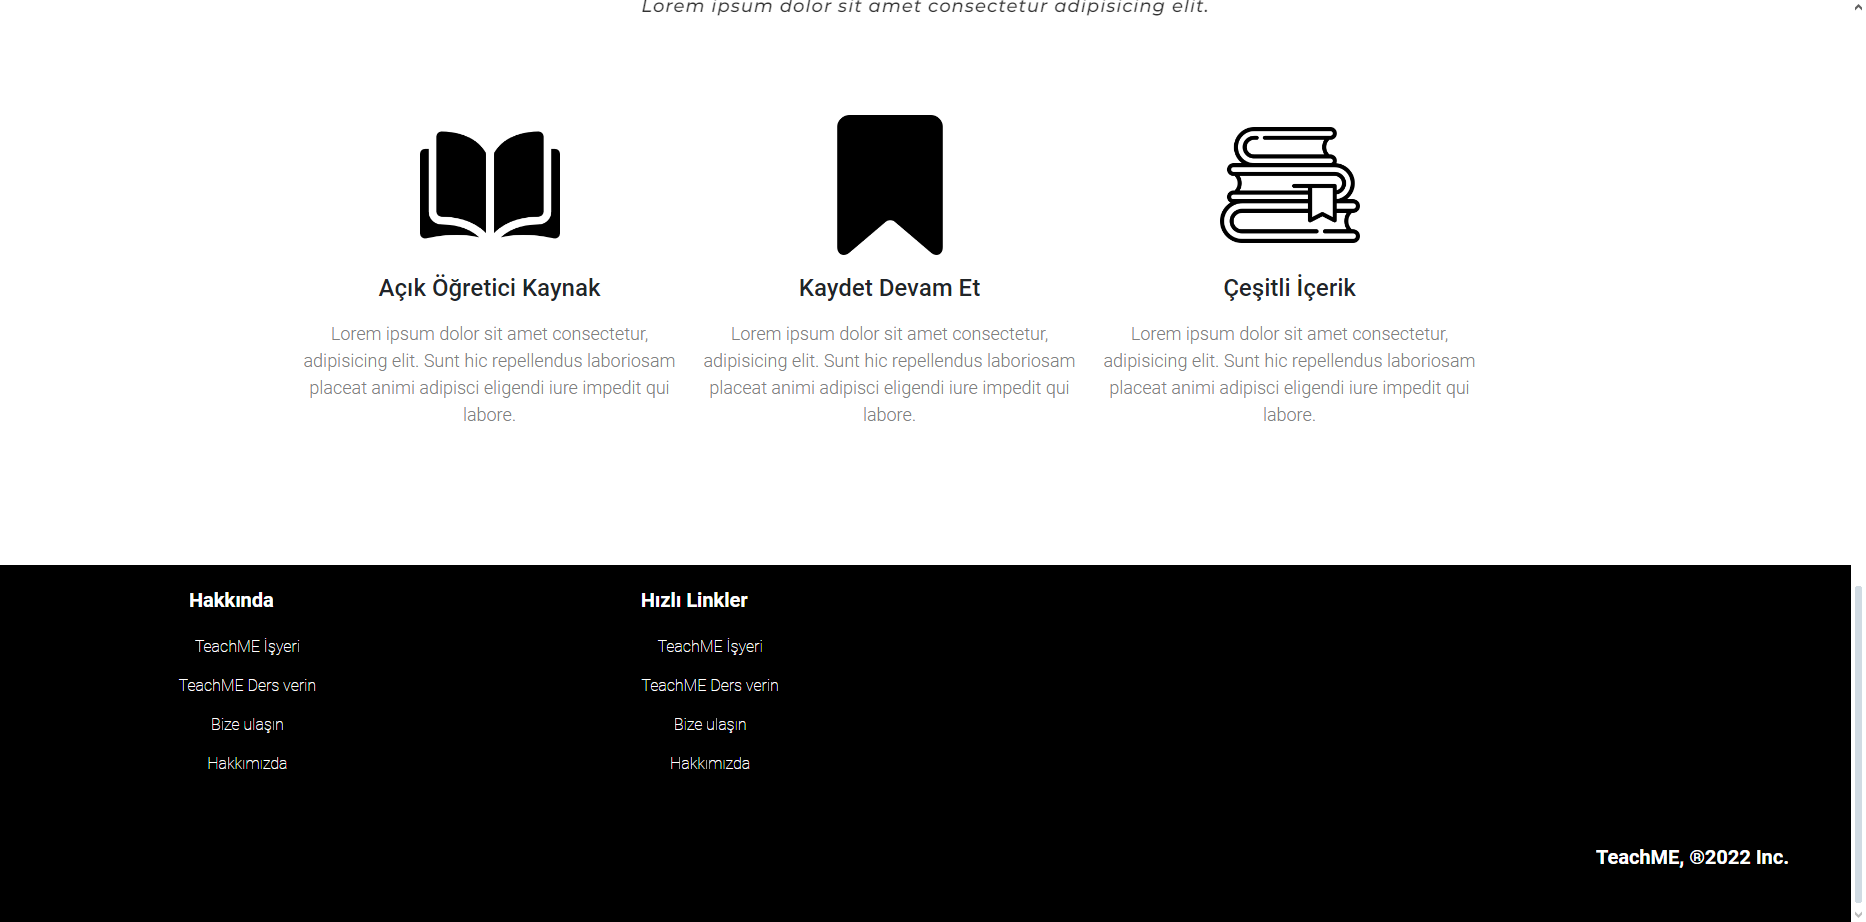 Lorem ipsum dolor sit amet consectetur adipisicing elit.
Açık Öğretici Kaynak
Lorem ipsum dolor sit amet consectetur,
adipisicing elit. Sunt hic repellendus laboriosam
placeat animi adipisci eligendi iure impedit qui
labore.
Kaydet Devam Et
Lorem ipsum dolor sit amet consectetur,
adipisicing elit. Sunt hic repellendus laboriosam
placeat animi adipisci eligendi iure impedit qui
labore.
Çeşitli İçerik
Lorem ipsum dolor sit amet consectetur,
adipisicing elit. Sunt hic repellendus laboriosam
placeat animi adipisci eligendi iure impedit qui
labore.
Hakkında
TeachME İşyeri
TeachME Ders verin
Bize ulaşın
Hakkımızda
Hızlı Linkler
TeachME İşyeri
TeachME Ders verin
Bize ulaşın
Hakkımızda
TeachME, ®2022 Inc.